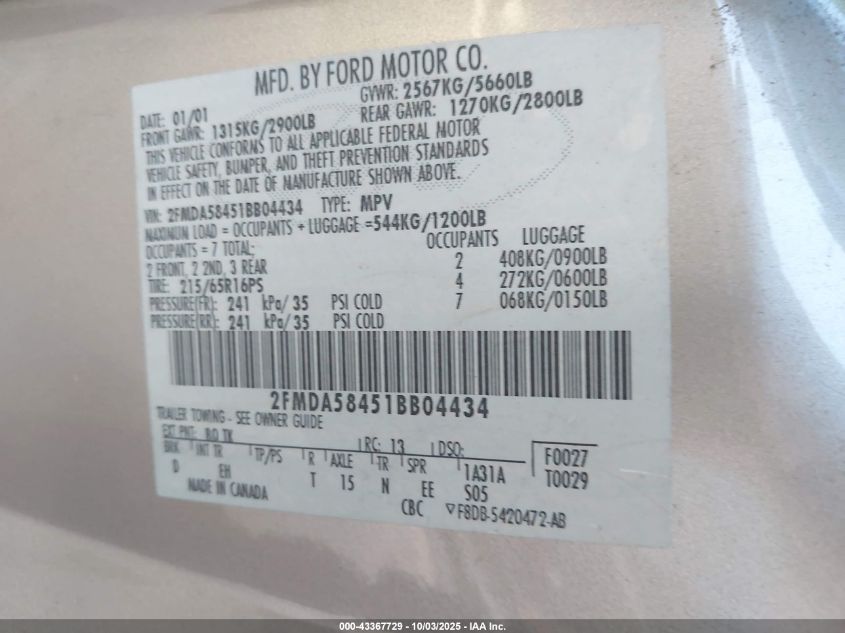 MFD. BY FORD MOTOR CO.
DATE: 01/01 GVWR: 2567KG/5660LB
FRONT GAWR: 1315KG/2900LB REAR GAWR: 1270KG/2800LB
THIS VEHICLE CONFORMS TO ALL APPLICABLE FEDERAL MOTOR
VEHICLE SAFETY, BUMPER, AND THEFT PREVENTION STANDARDS
IN EFFECT ON THE DATE OF MANUFACTURE SHOWN ABOVE.
VIN: 2FMDA58451BB04434 TYPE: MPV
MAXIMUM LOAD = OCCUPANTS + LUGGAGE =544KG/1200LB
OCCUPANTS = 7 TOTAL; OCCUPANTS LUGGAGE
2 FRONT, 2 2ND, 3 REAR 2 408KG/0900LB
TIRE: 215/65R16PS 4 272KG/0600LB
PRESSURE(FR): 241 kPa/ 35 PSI COLD 7 068KG/0150LB
PRESSURE(RR): 241 kPa/ 35 PSI COLD
2FMDA58451BB04434
TRAILER TOWING - SEE OWNER GUIDE
EXT PNT: BQ TK RC: 13 DSO: F0027
BRK INT TR TP/PS R AXLE TR SPR 1A31A T0029
D EH T 15 N EE S05
MADE IN CANADA CBC ▽F8DB-5420472-AB
000-43367729 - 10/03/2025 - IAA Inc.